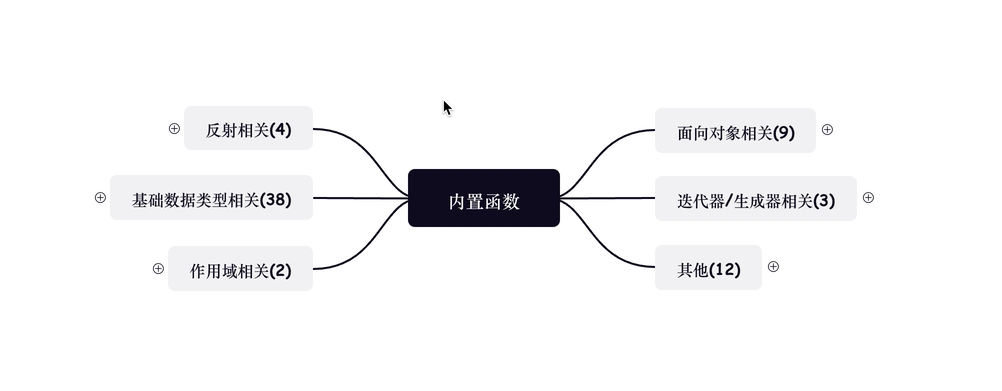 反射相关(4)
基础数据类型相关(38)
作用域相关(2)
内置函数
面向对象相关(9)
迭代器/生成器相关(3)
其他(12)